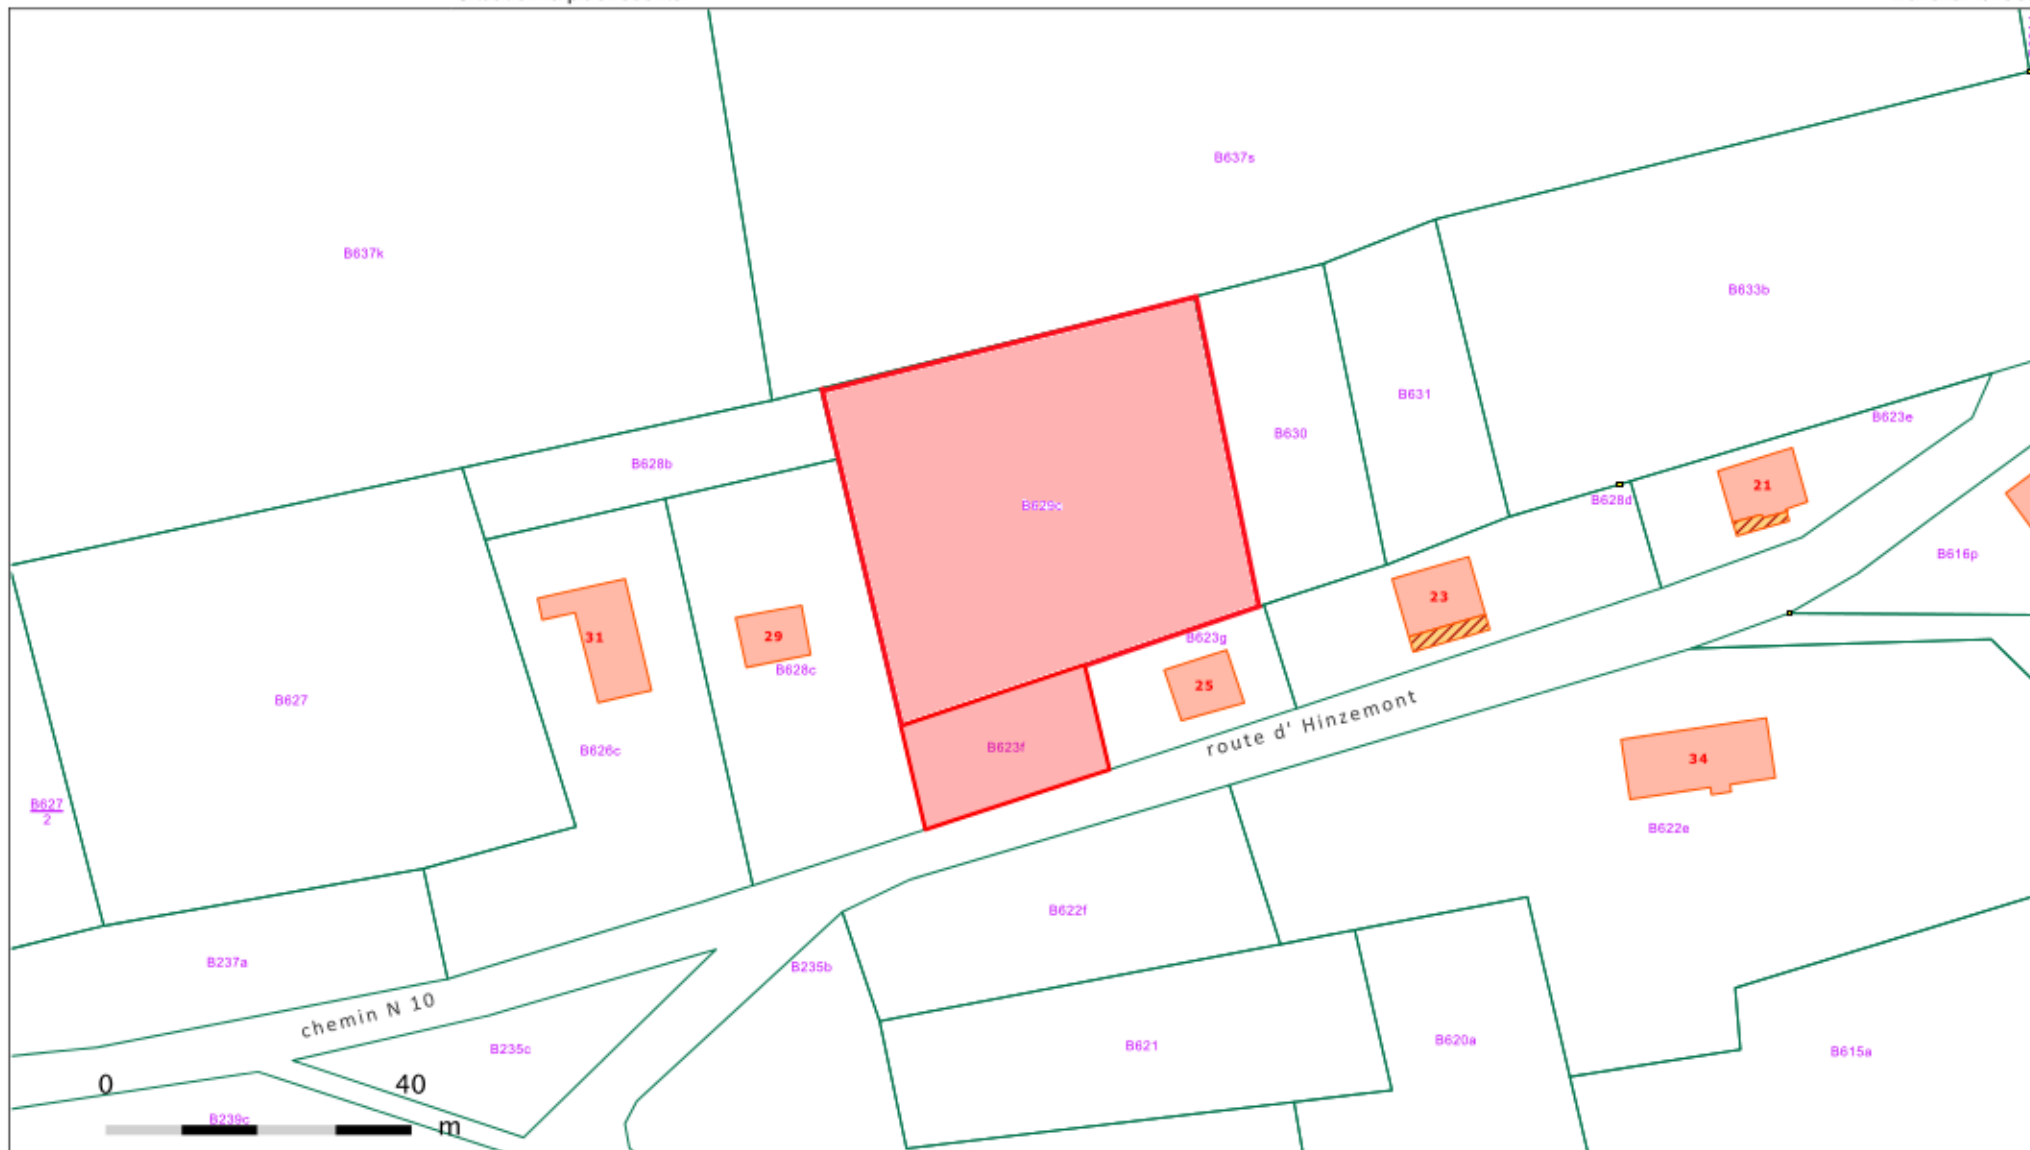 B637s
B637k
B633b
B631
B623e
B630
B628b
21
B628d
B629c
B616p
23
B623g
31
29
B628c
25
B627
route d' Hinzemont
B623f
B626c
34
B627
2
B622e
B622f
B237a
B235b
chemin N 10
B620a
B621
B235c
B615a
0
40
B239c
m